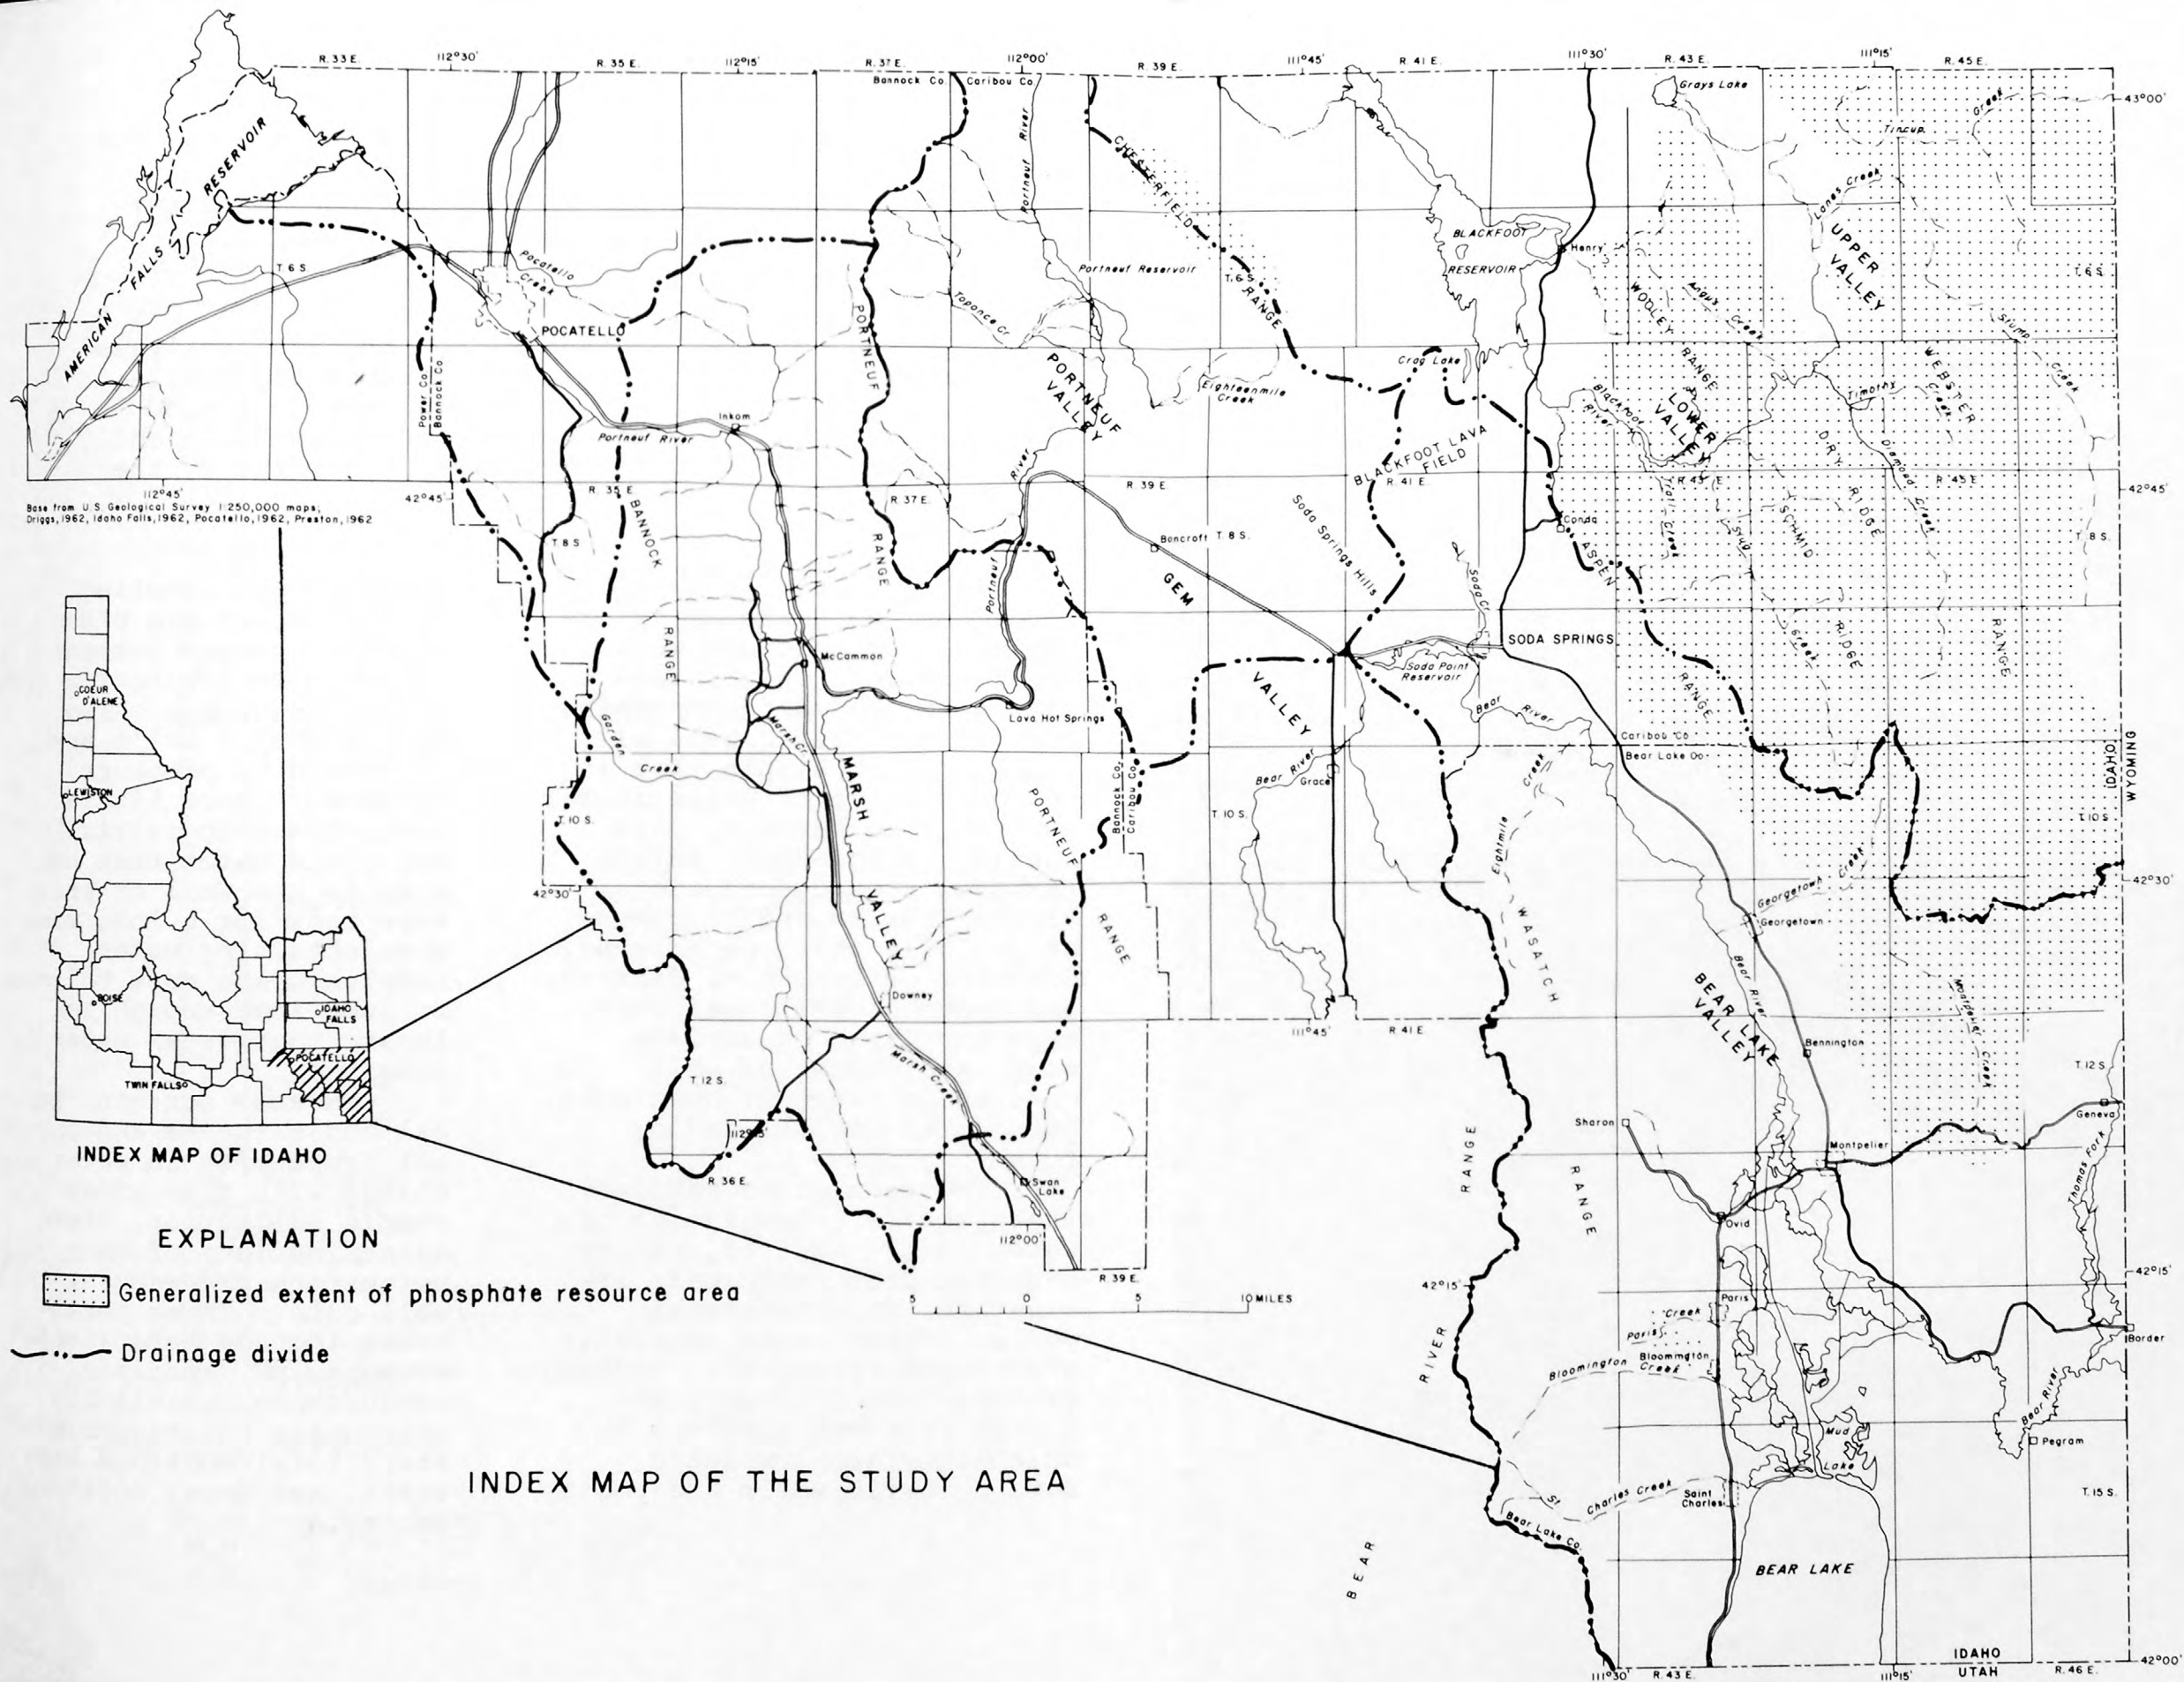 R. 33 E.
112°30'
R. 35 E.
112°15'
R. 37 E.
112°00'
R. 39 E.
111°45'
R. 41 E.
111°30'
R. 43 E.
111°15'
R. 45 E.
Bannock Co.
Caribou Co.
Grays Lake
43°00'
Creek
Tincup
AMERICAN FALLS RESERVOIR
Portneuf River
Portneuf River
CHESTERFIELD RANGE
Lanes Creek
UPPER
VALLEY
BLACKFOOT
RESERVOIR
Henry
T. 6 S.
Pocatello
Creek
Portneuf Reservoir
T. 6 S.
T. 6 S.
WOOLEY RANGE
Angus Creek
Toponce Cr
Stump Creek
POCATELLO
PORTNEUF RANGE
PORTNEUF
VALLEY
Crag Lake
Eighteenmile
Creek
Power Co.
Bannock Co.
Blackfoot
River
LOWER
VALLEY
Timothy
Creek
WEBSTER RANGE
Inkom
Portneuf River
River
BLACKFOOT LAVA
FIELD
DRY RIDGE
Diamond Creek
112°45'
42°45'
R. 35 E.
R. 37 E.
R. 39 E.
R. 41 E.
R. 43 E.
R. 45 E.
42°45'
Base from U.S. Geological Survey 1:250,000 maps;
Driggs, 1962, Idaho Falls, 1962, Pocatello, 1962, Preston, 1962
BANNOCK RANGE
Soda Springs Hills
Trail Creek
Slug Creek
SCHMID RIDGE
Conda
T. 8 S.
Bancroft
T. 8 S.
T. 8 S.
ASPEN RANGE
GEM VALLEY
Portneuf
Soda Cr.
SODA SPRINGS
McCammon
Soda Point
Reservoir
COEUR
D'ALENE
Bear River
Lava Hot Springs
Garden Creek
Marsh Cr.
Caribou Co.
Bear Lake Co.
IDAHO
WYOMING
LEWISTON
MARSH VALLEY
Bear River
Grace
Bannock Co.
Caribou Co.
PORTNEUF RANGE
T. 10 S.
T. 10 S.
T. 10 S.
Eightmile Creek
42°30'
Georgetown Creek
42°30'
Georgetown
WASATCH RANGE
BOISE
IDAHO
FALLS
Downey
Bear River
BEAR LAKE
VALLEY
Montpelier Creek
111°45'
R. 41 E.
Bennington
POCATELLO
TWIN FALLS
Marsh Creek
T. 12 S.
T. 12 S.
Geneva
112°15'
Sharon
Montpelier
Thomas Fork
INDEX MAP OF IDAHO
R. 36 E.
Swan
Lake
Ovid
112°00'
R. 39 E.
EXPLANATION
Generalized extent of phosphate resource area
Drainage divide
5 0 5 10 MILES
42°15'
42°15'
Paris
Paris Creek
Border
Bloomington
Bloomington Creek
BEAR RIVER RANGE
Bear River
Mud
Lake
Pegram
INDEX MAP OF THE STUDY AREA
St. Charles Creek
Saint
Charles
T. 15 S.
Bear Lake Co.
BEAR LAKE
IDAHO
UTAH
42°00'
111°30'
R. 43 E.
111°15'
R. 46 E.